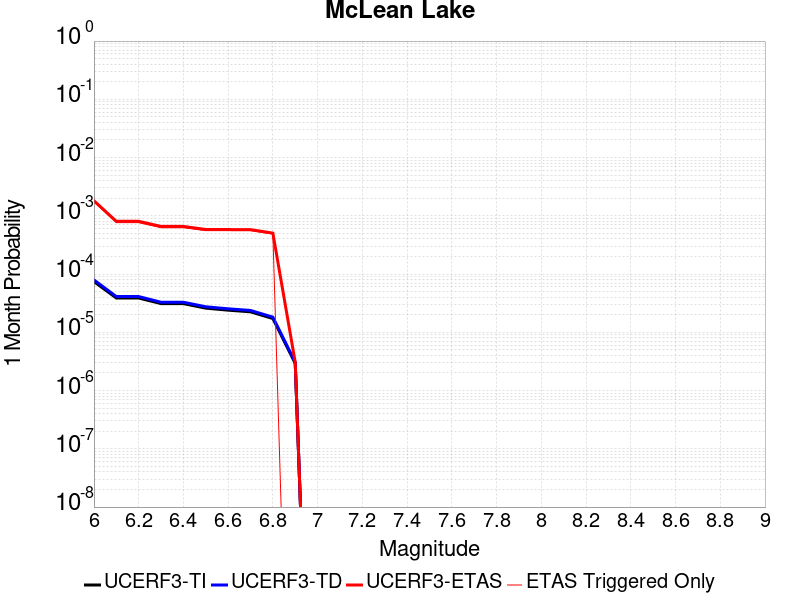 McLean Lake
1 Month Probability
10 0
10 -1
10 -2
10 -3
10 -4
10 -5
10 -6
10 -7
10 -8
6 6.2 6.4 6.6 6.8 7 7.2 7.4 7.6 7.8 8 8.2 8.4 8.6 8.8 9
Magnitude
UCERF3-TI UCERF3-TD UCERF3-ETAS ETAS Triggered Only